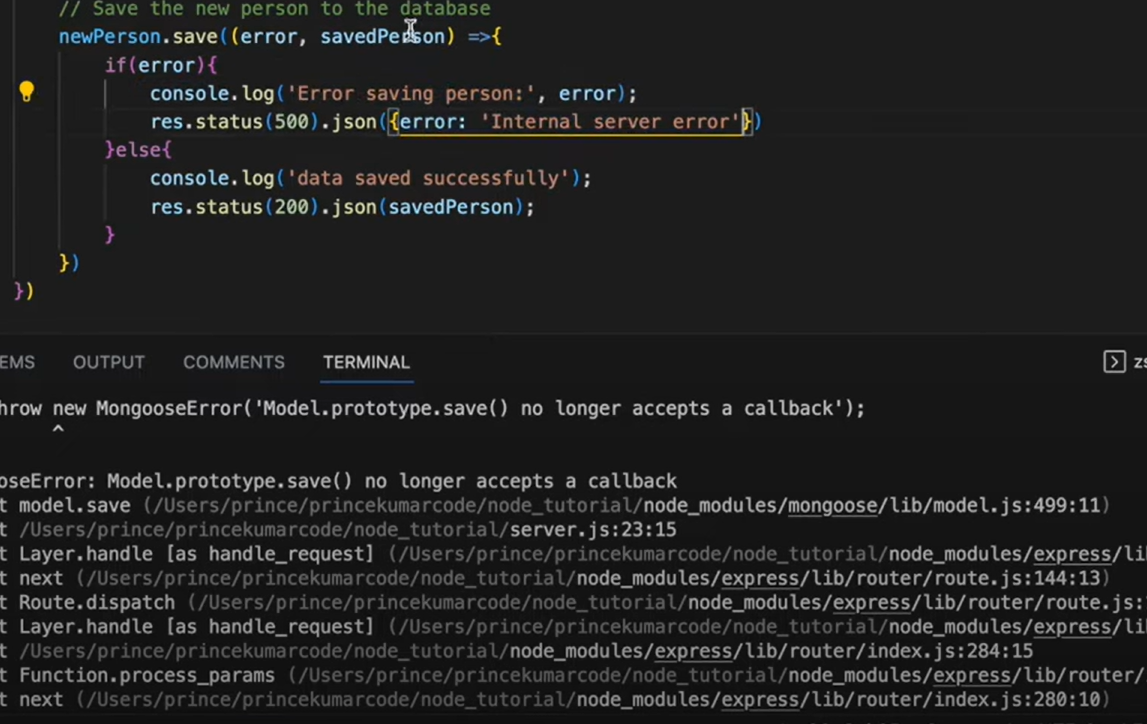 // Save the new person to the database
newPerson.save((error, savedPerson) =>{
if(error){
console.log('Error saving person:', error);
res.status(500).json({error: 'Internal server error'})
}else{
console.log('data saved successfully');
res.status(200).json(savedPerson);
}
})
})
EMS OUTPUT COMMENTS TERMINAL zs
hrow new MongooseError('Model.prototype.save() no longer accepts a callback');
^
oseError: Model.prototype.save() no longer accepts a callback
t model.save (/Users/prince/princekumarcode/node_tutorial/node_modules/mongoose/lib/model.js:499:11)
t /Users/prince/princekumarcode/node_tutorial/server.js:23:15
t Layer.handle [as handle_request] (/Users/prince/princekumarcode/node_tutorial/node_modules/express/li
t next (/Users/prince/princekumarcode/node_tutorial/node_modules/express/lib/router/route.js:144:13)
t Route.dispatch (/Users/prince/princekumarcode/node_tutorial/node_modules/express/lib/router/route.js:
t Layer.handle [as handle_request] (/Users/prince/princekumarcode/node_tutorial/node_modules/express/li
t /Users/prince/princekumarcode/node_tutorial/node_modules/express/lib/router/index.js:284:15
t Function.process_params (/Users/prince/princekumarcode/node_tutorial/node_modules/express/lib/router/
t next (/Users/prince/princekumarcode/node_tutorial/node_modules/express/lib/router/index.js:280:10)